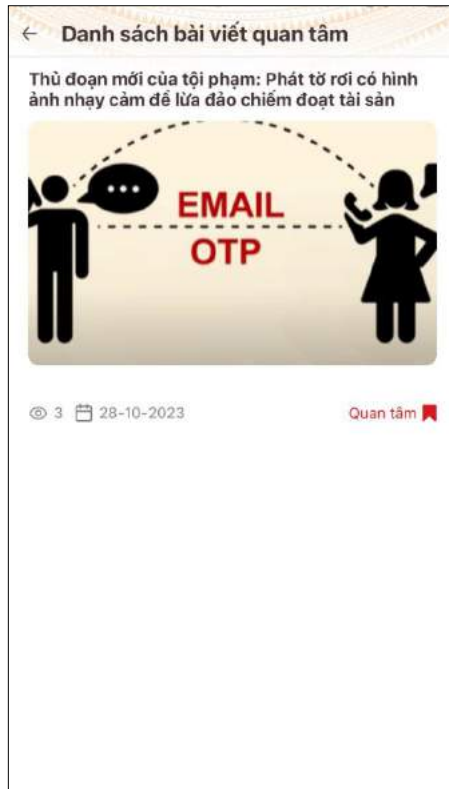 Danh sách bài viết quan tâm
Thủ đoạn mới của tội phạm: Phát tờ rơi có hình
ảnh nhạy cảm để lừa đảo chiếm đoạt tài sản
EMAIL
OTP
3 28-10-2023 Quan tâm